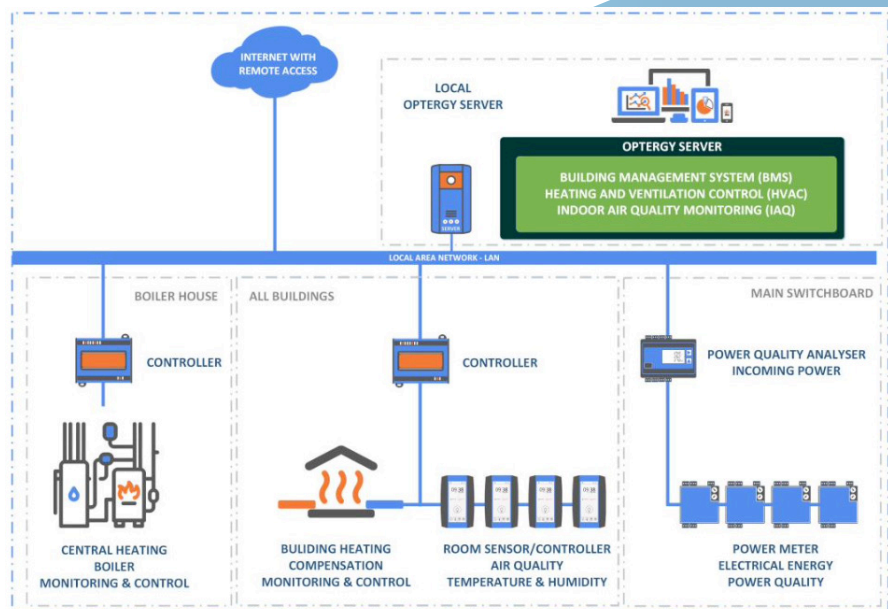 INTERNET WITH
REMOTE ACCESS
LOCAL
OPTERGY SERVER
OPTERGY SERVER
BUILDING MANAGEMENT SYSTEM (BMS)
HEATING AND VENTILATION CONTROL (HVAC)
INDOOR AIR QUALITY MONITORING (IAQ)
SERVER
LOCAL AREA NETWORK - LAN
BOILER HOUSE
ALL BUILDINGS
MAIN SWITCHBOARD
CONTROLLER
CONTROLLER
POWER QUALITY ANALYSER
INCOMING POWER
CENTRAL HEATING
BOILER
MONITORING & CONTROL
BULIDING HEATING
COMPENSATION
MONITORING & CONTROL
ROOM SENSOR/CONTROLLER
AIR QUALITY
TEMPERATURE & HUMIDITY
POWER METER
ELECTRICAL ENERGY
POWER QUALITY